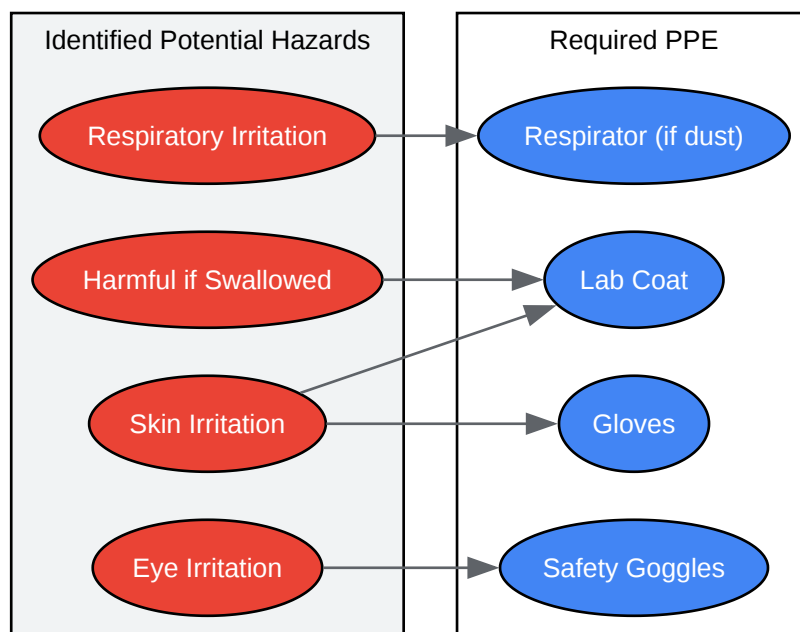 Identified Potential Hazards
Required PPE
Respiratory Irritation
Respirator (if dust)
Harmful if Swallowed
Lab Coat
Skin Irritation
Gloves
Eye Irritation
Safety Goggles